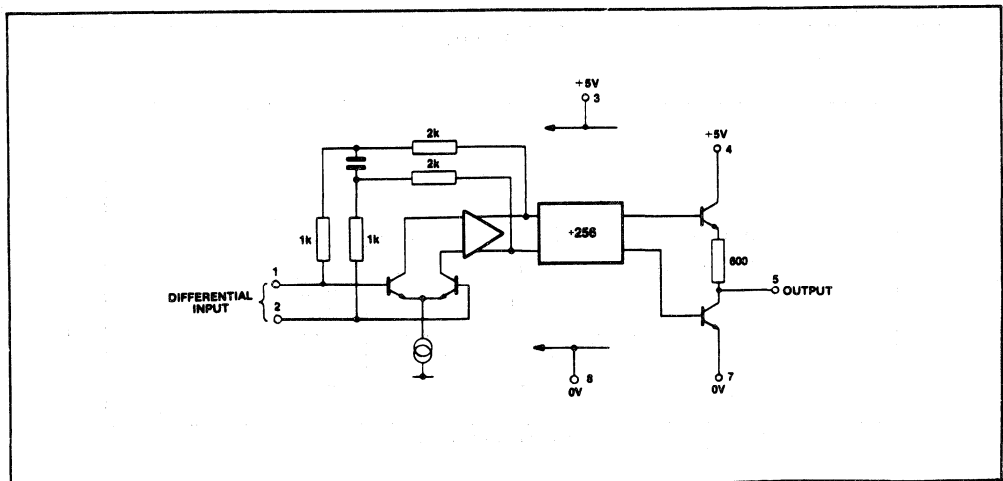 +5V
3
2k
+5V
4
2k
1k
1k
÷256
600
1
5 OUTPUT
DIFFERENTIAL
INPUT
2
8
0V
7
0V